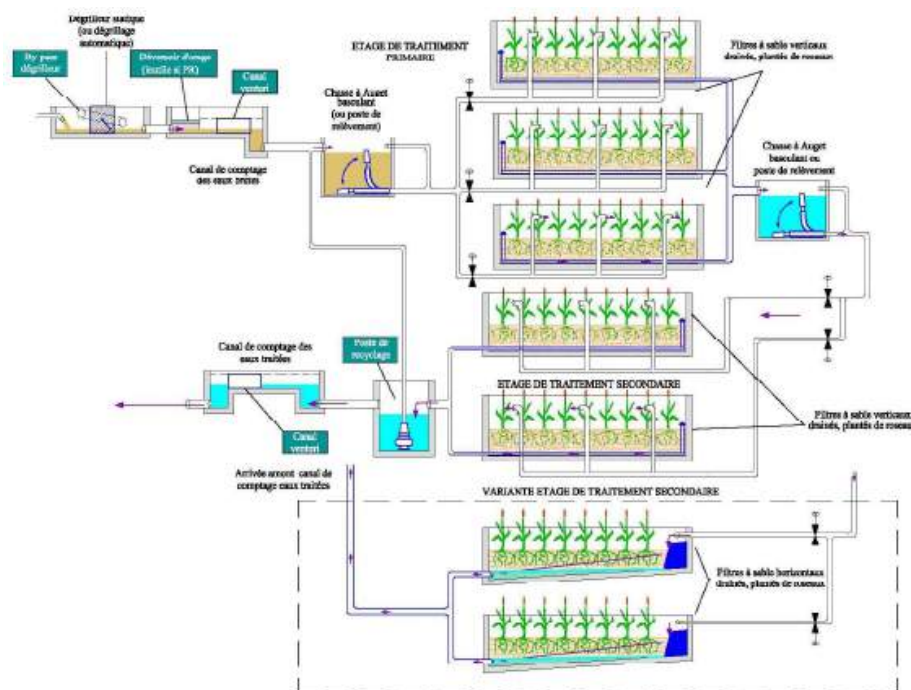 Dégrilleur statique
(ou dégrillage
automatique)
By pass
dégrilleur
Déversoir d'orage
(inutile si PR)
Canal
venturi
Canal de comptage
des eaux brutes
Chasse à Auget
basculant
(ou poste de
relèvement)
ETAGE DE TRAITEMENT
PRIMAIRE
Filtres à sable verticaux
drainés, plantés de roseaux
Chasse à Auget
basculant ou
poste de relèvement
Canal de comptage des
eaux traitées
Poste de
recyclage
Canal
venturi
ETAGE DE TRAITEMENT SECONDAIRE
Filtres à sable verticaux
drainés, plantés de roseau
Arrivée amont canal de
comptage eaux traitées
VARIANTE ETAGE DE TRAITEMENT SECONDAIRE
Filtres à sable horizontaux
drainés, plantés de roseaux